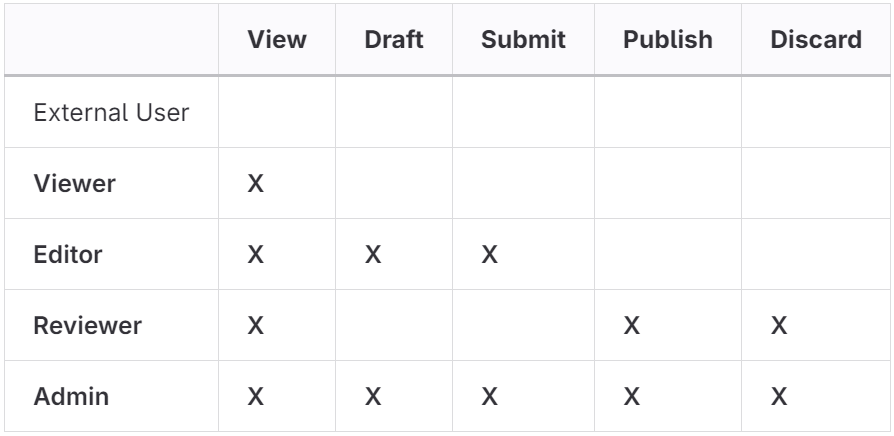 View Draft Submit Publish Discard
External User
Viewer X
Editor X X X
Reviewer X X X
Admin X X X X X